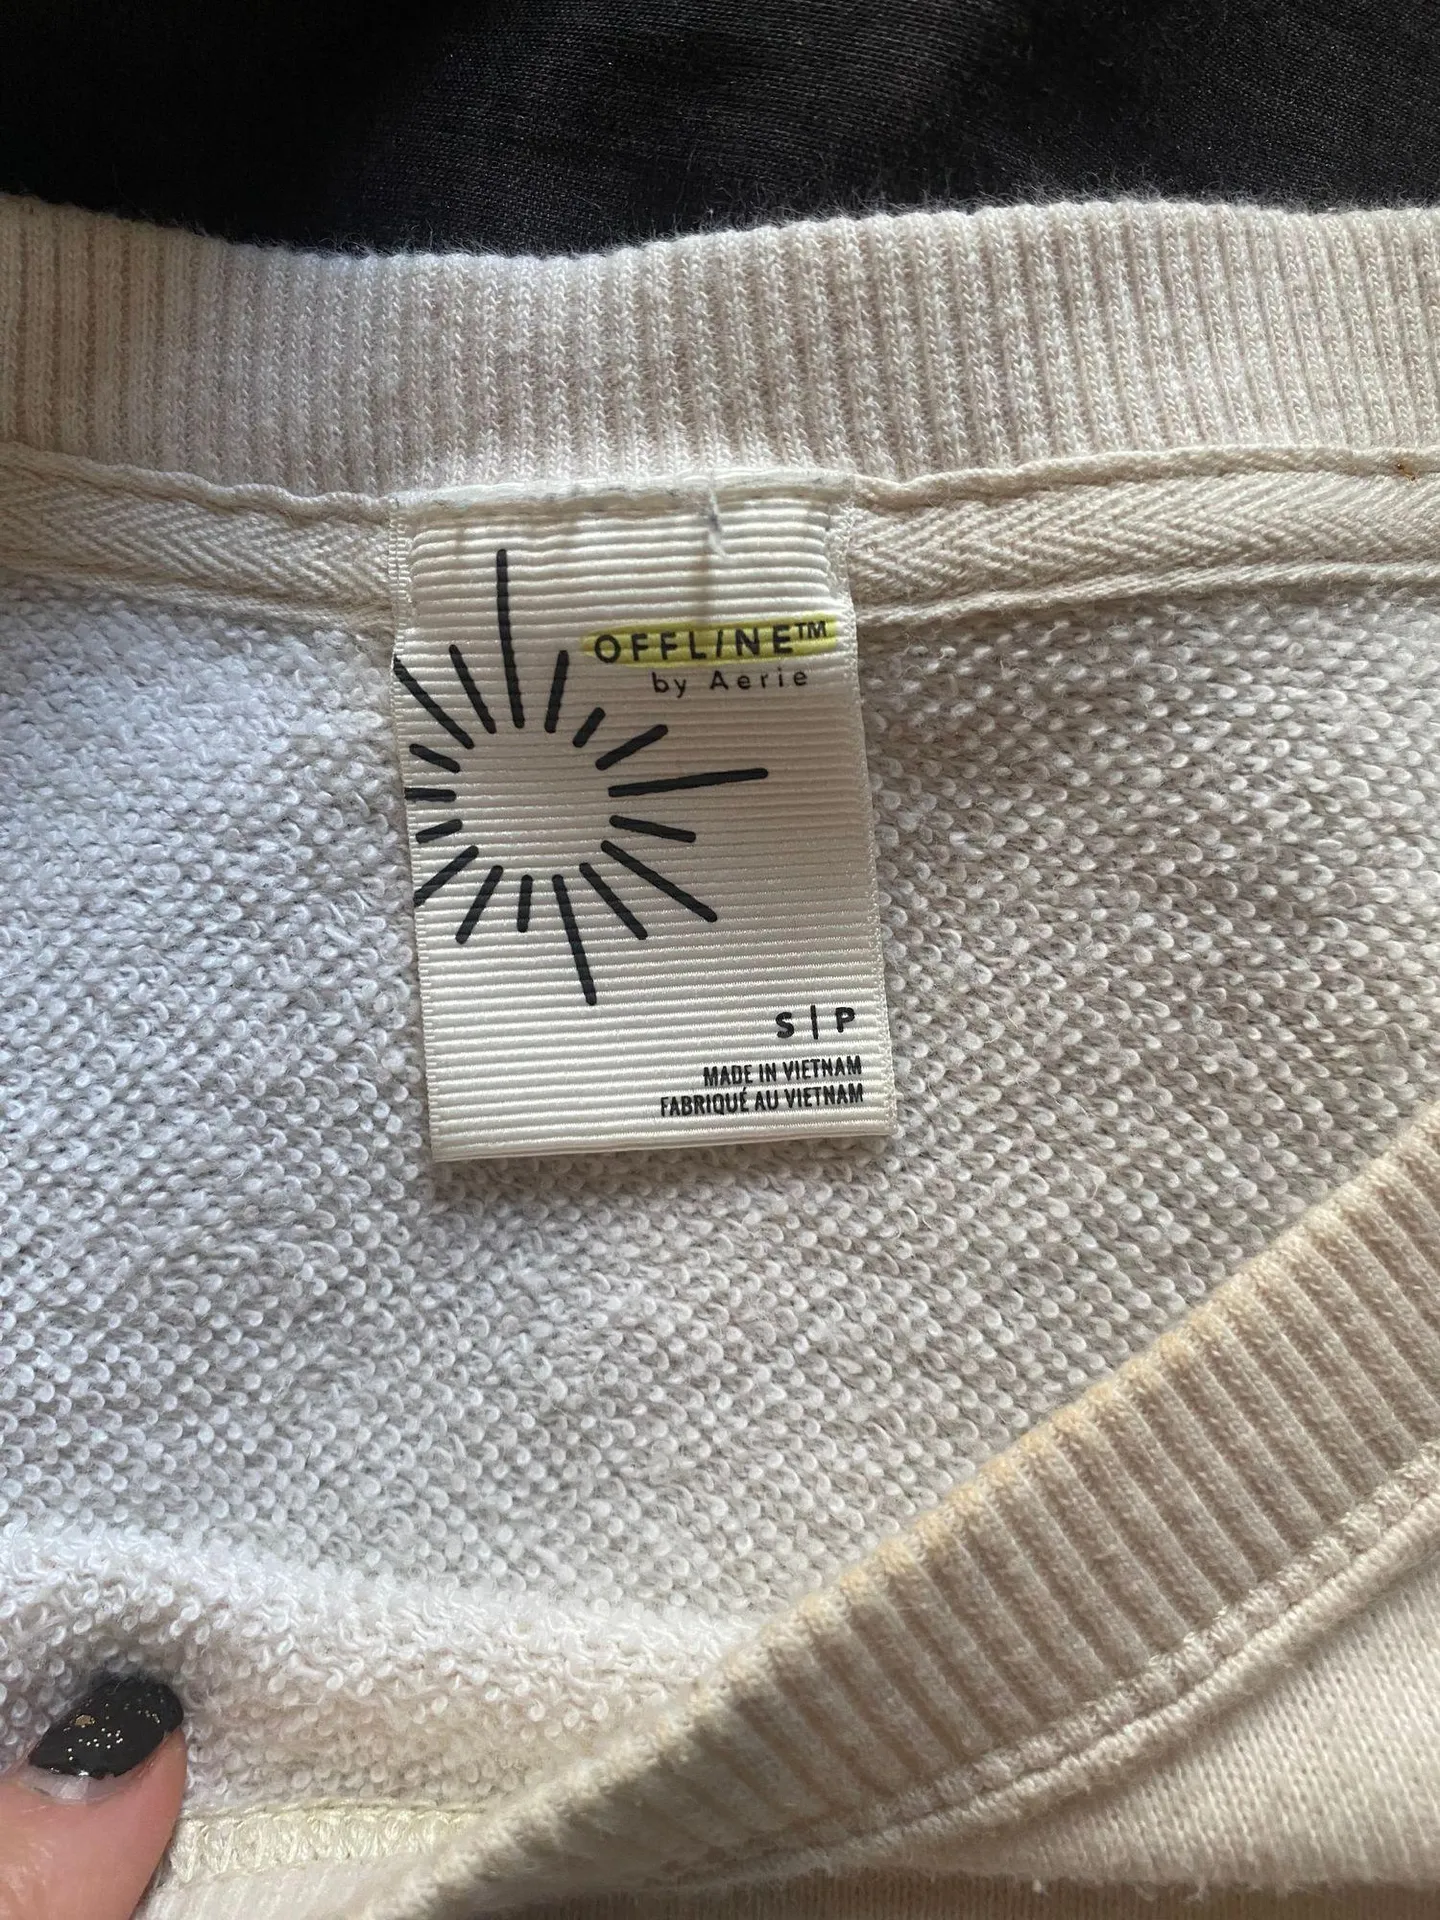 OFFLINE™
by Aerie
S | P
MADE IN VIETNAM
FABRIQUÉ AU VIETNAM